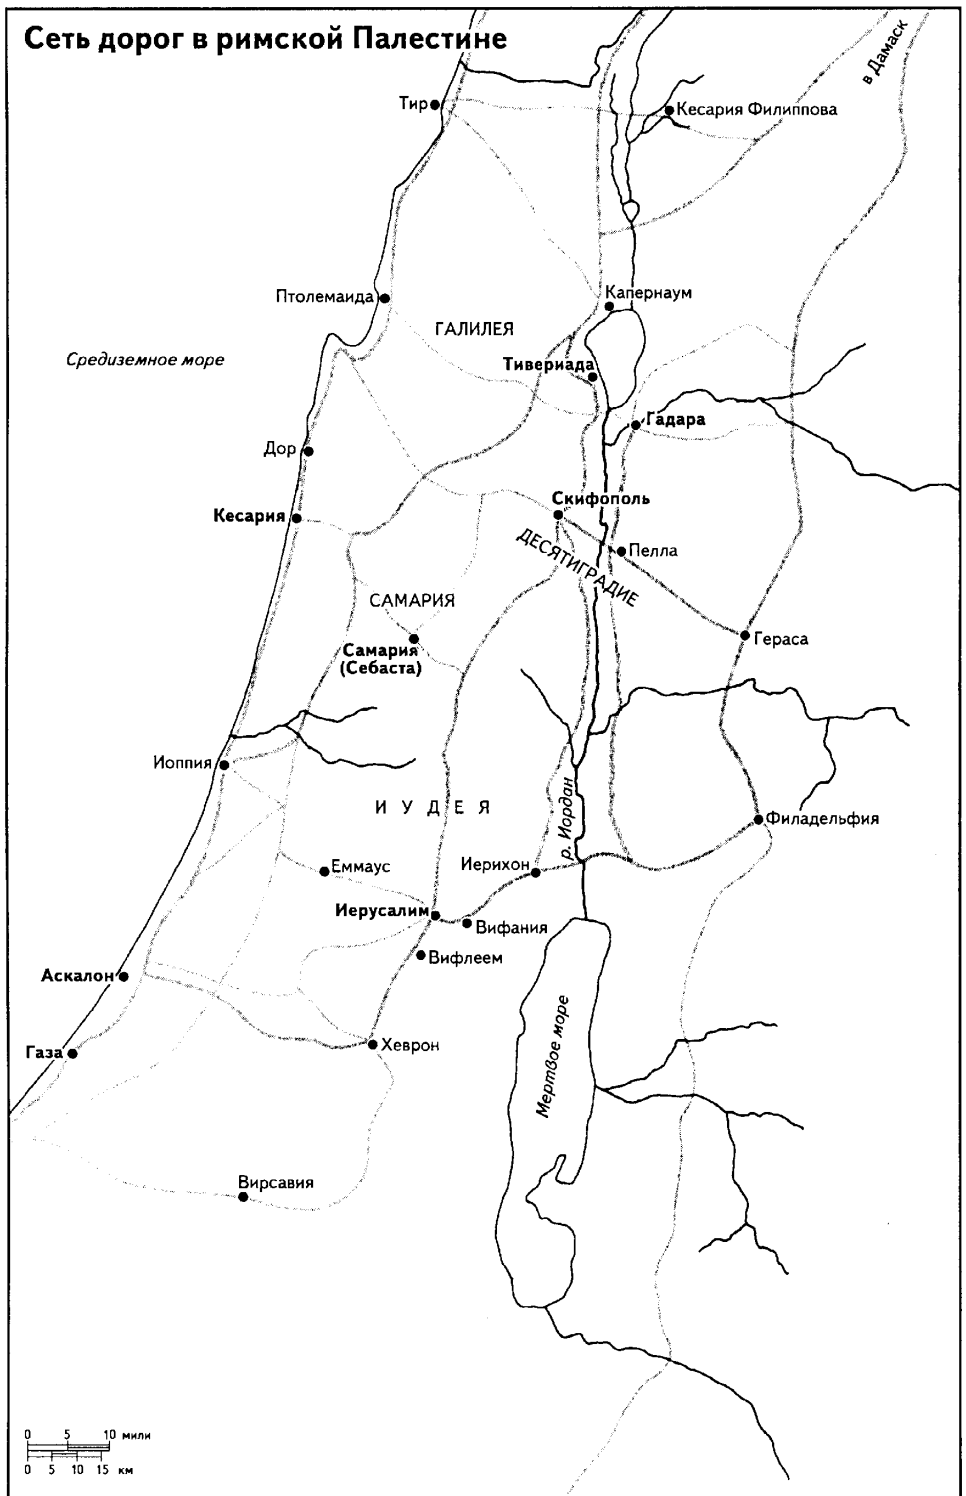 Сеть дорог в римской Палестине
в Дамаск
Тир
Кесария Филиппова
Птолемаида
Капернаум
ГАЛИЛЕЯ
Средиземное море
Тивериада
Гадара
Дор
Скифополь
Кесария
ДЕСЯТИГРАДИЕ
Пелла
САМАРИЯ
Гераса
Самария
(Себаста)
Иоппия
р. Иордан
ИУДЕЯ
Филадельфия
Еммаус
Иерихон
Иерусалим
Вифания
Вифлеем
Аскалон
Хеврон
Газа
Мертвое море
Вирсавия
0 5 10 мили
0 5 10 15 км